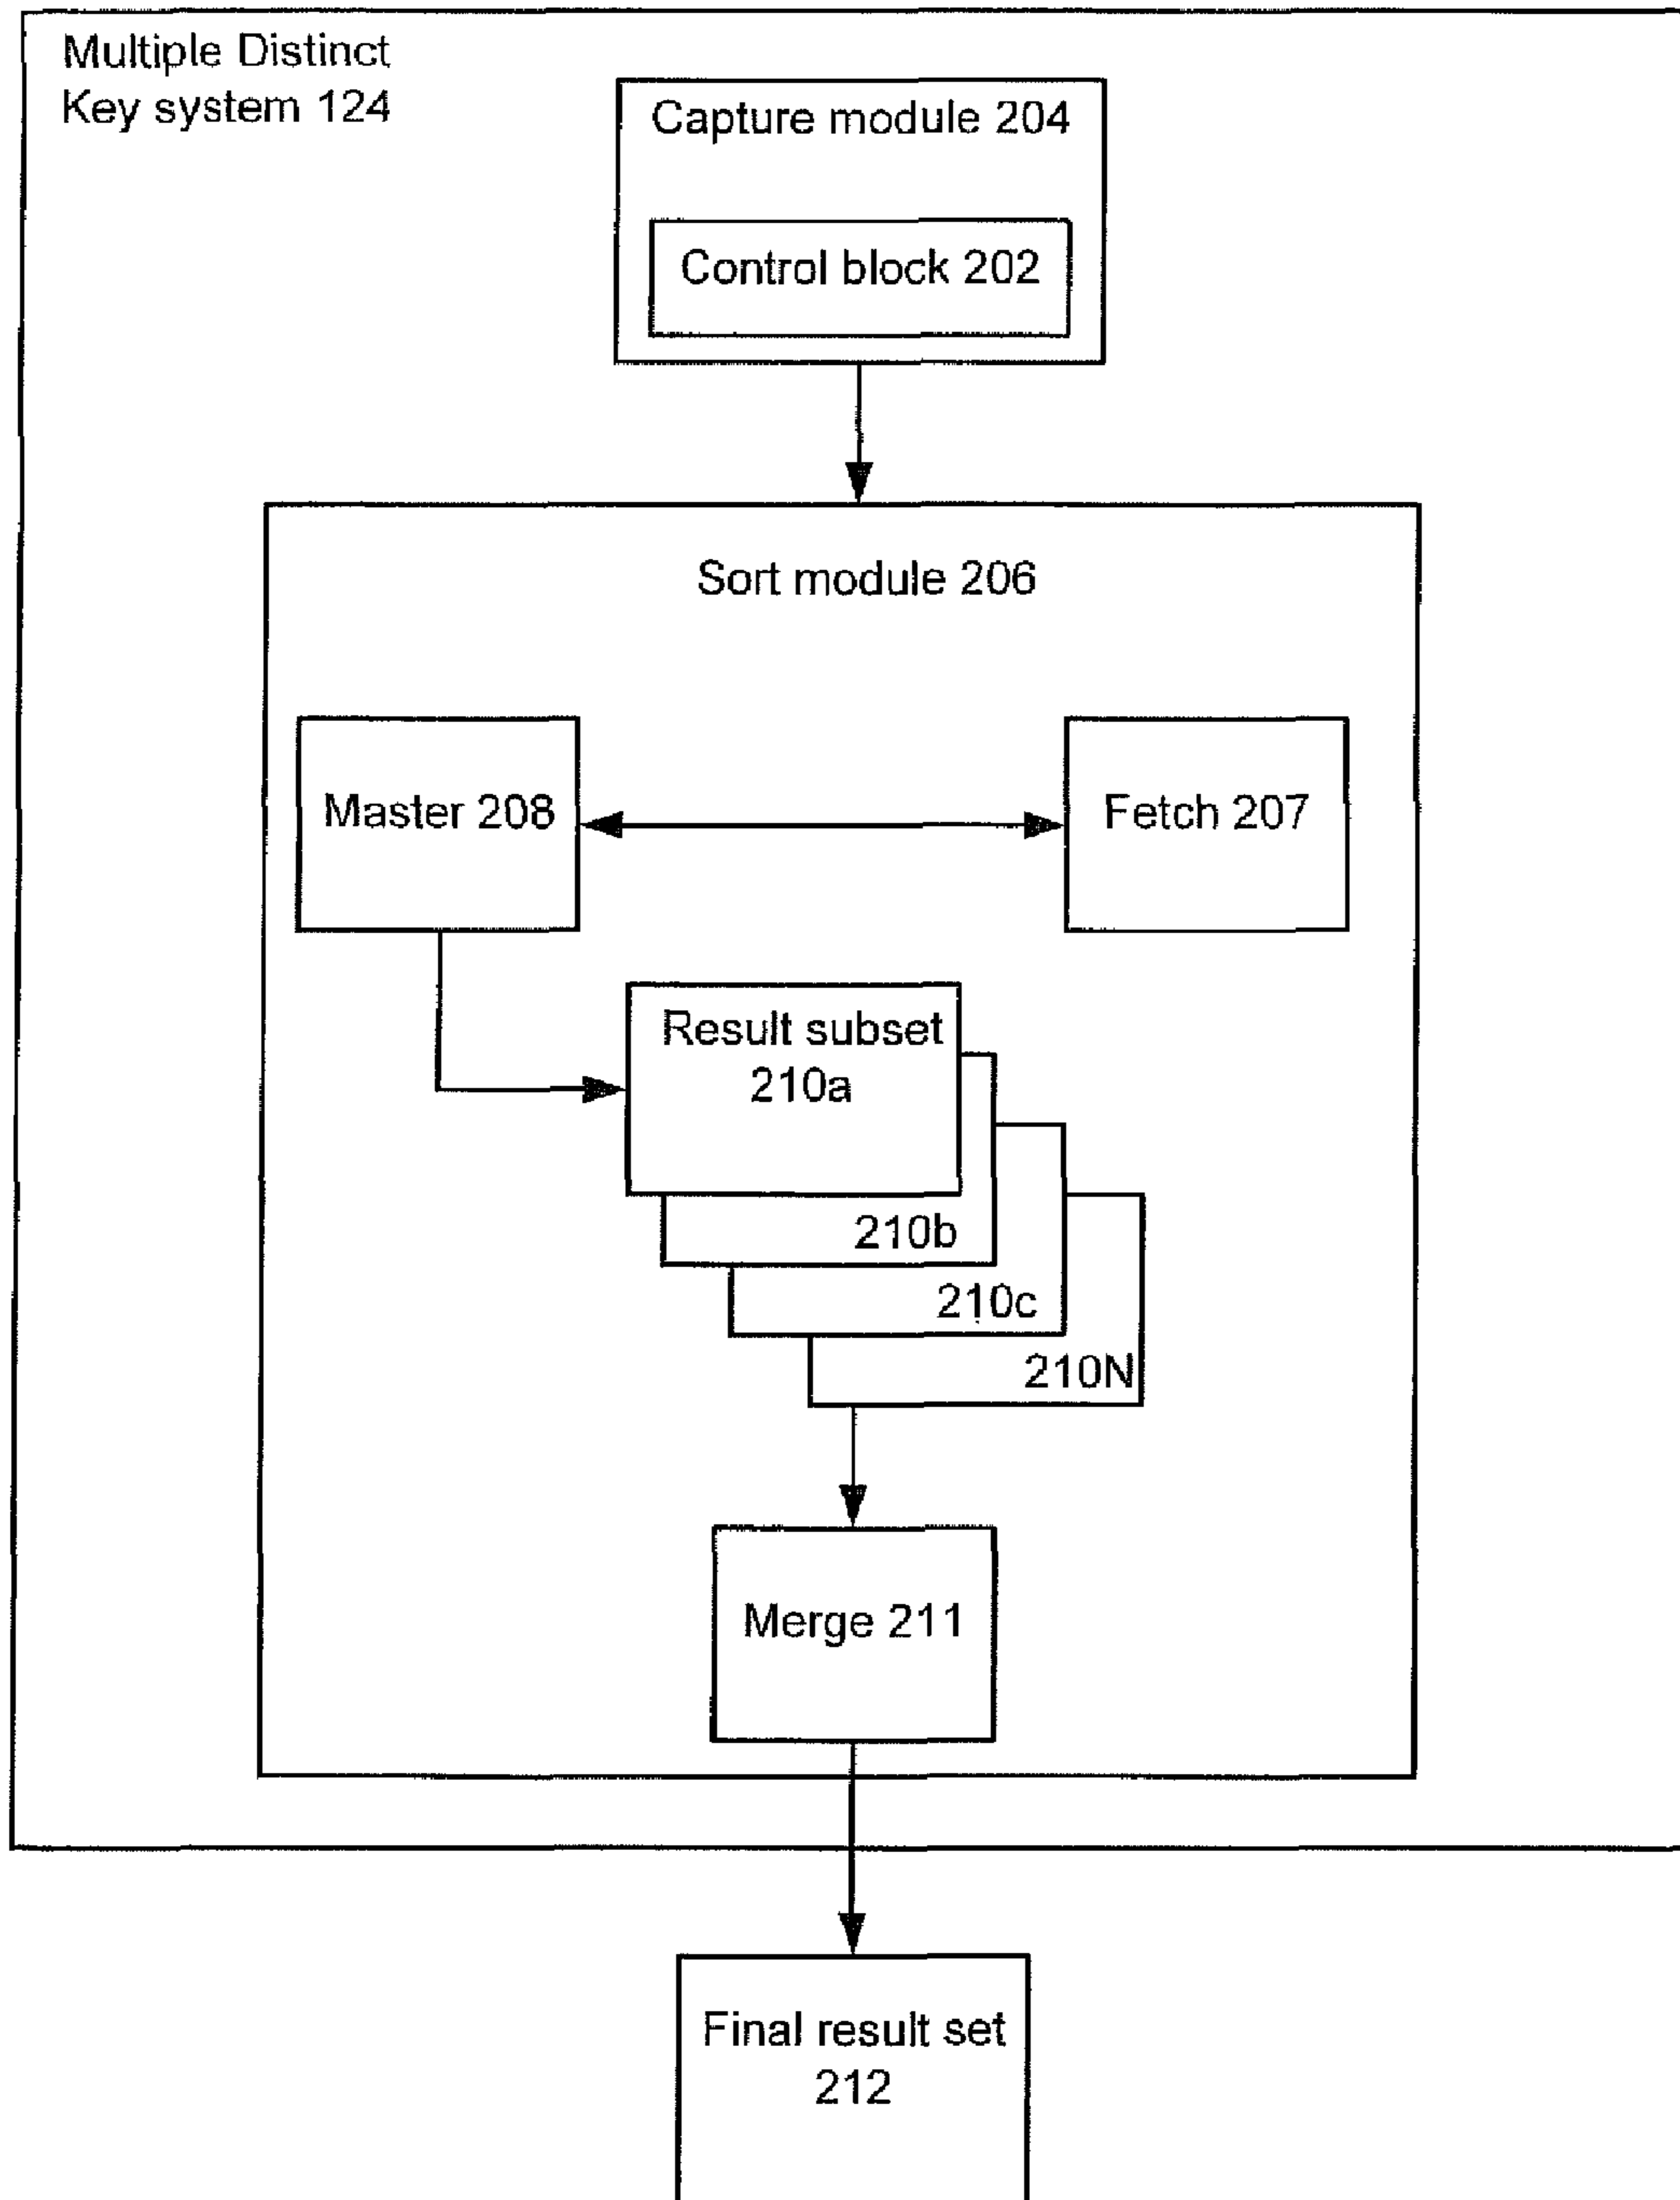 Multiple Distinct
Key system 124
Capture module 204
Control block 202
Sort module 206
Master 208
Fetch 207
Result subset
210a
210b
210c
210N
Merge 211
Final result set
212